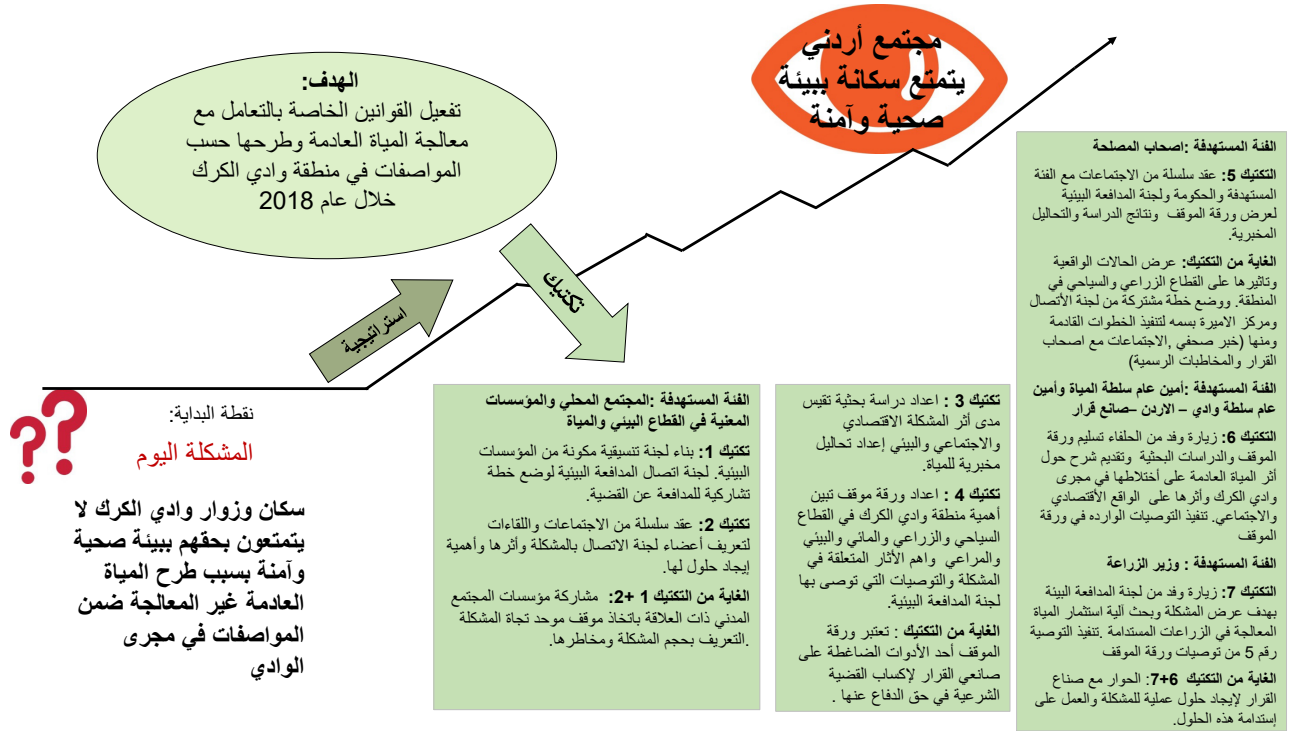 مجتمع أردني
يتمتع سكانة ببيئة
صحية وآمنة
الهدف:
تفعيل القوانين الخاصة بالتعامل مع
معالجة المياة العادمة وطرحها حسب
المواصفات في منطقة وادي الكرك
خلال عام 2018
استراتيجية
تكتيك
??
نقطة البداية:
المشكلة اليوم
سكان وزوار وادي الكرك لا
يتمتعون بحقهم ببيئة صحية
وآمنة بسبب طرح المياة
العادمة غير المعالجة ضمن
المواصفات في مجرى
الوادي
الفئة المستهدفة :المجتمع المحلي والمؤسسات
المعنية في القطاع البيئي والمياة
تكتيك 1: بناء لجنة تنسيقية مكونة من المؤسسات
البيئية. لجنة اتصال المدافعة البيئية لوضع خطة
تشاركية للمدافعة عن القضية.
تكتيك 2: عقد سلسلة من الاجتماعات واللقاءات
لتعريف أعضاء لجنة الاتصال بالمشكلة وأثرها وأهمية
إيجاد حلول لها.
الغاية من التكتيك 1 +2: مشاركة مؤسسات المجتمع
المدني ذات العلاقة باتخاذ موقف موحد تجاة المشكلة
.التعريف بحجم المشكلة ومخاطرها.
تكتيك 3 : اعداد دراسة بحثية تقيس
مدى أثر المشكلة الاقتصادي
والاجتماعي والبيئي إعداد تحاليل
مخبرية للمياة.
تكتيك 4 : اعداد ورقة موقف تبين
أهمية منطقة وادي الكرك في القطاع
السياحي والزراعي والمائي والبيئي
والمراعي واهم الأثار المتعلقة في
المشكلة والتوصيات التي توصى بها
لجنة المدافعة البيئية.
الغاية من التكتيك : تعتبر ورقة
الموقف أحد الأدوات الضاغطة على
صانعي القرار لإكساب القضية
الشرعية في حق الدفاع عنها .
الفئة المستهدفة :اصحاب المصلحة
التكتيك 5: عقد سلسلة من الاجتماعات مع الفئة
المستهدفة والحكومة ولجنة المدافعة البيئية
لعرض ورقة الموقف ونتائج الدراسة والتحاليل
المخبرية.
الغاية من التكتيك: عرض الحالات الواقعية
وتاثيرها على القطاع الزراعي والسياحي في
المنطقة. ووضع خطة مشتركة من لجنة الأتصال
ومركز الاميرة بسمه لتنفيذ الخطوات القادمة
ومنها (خبر صحفي ,الاجتماعات مع اصحاب
القرار والمخاطبات الرسمية)
الفئة المستهدفة :أمين عام سلطة المياة وأمين
عام سلطة وادي – الاردن –صانع قرار
التكتيك 6: زيارة وفد من الحلفاء تسليم ورقة
الموقف والدراسات البحثية وتقديم شرح حول
أثر المياة العادمة على أختلاطها في مجرى
وادي الكرك وأثرها على الواقع الأقتصادي
والاجتماعي. تنفيذ التوصيات الوارده في ورقة
الموقف
الفئة المستهدفة : وزير الزراعة
التكتيك 7: زيارة وفد من لجنة المدافعة البيئة
بهدف عرض المشكلة وبحث ألية استثمار المياة
المعالجة في الزراعات المستدامة .تنفيذ التوصية
رقم 5 من توصيات ورقة الموقف
الغاية من التكتيك 6+7: الحوار مع صناع
القرار لإيجاد حلول عملية للمشكلة والعمل على
إستدامة هذه الحلول.